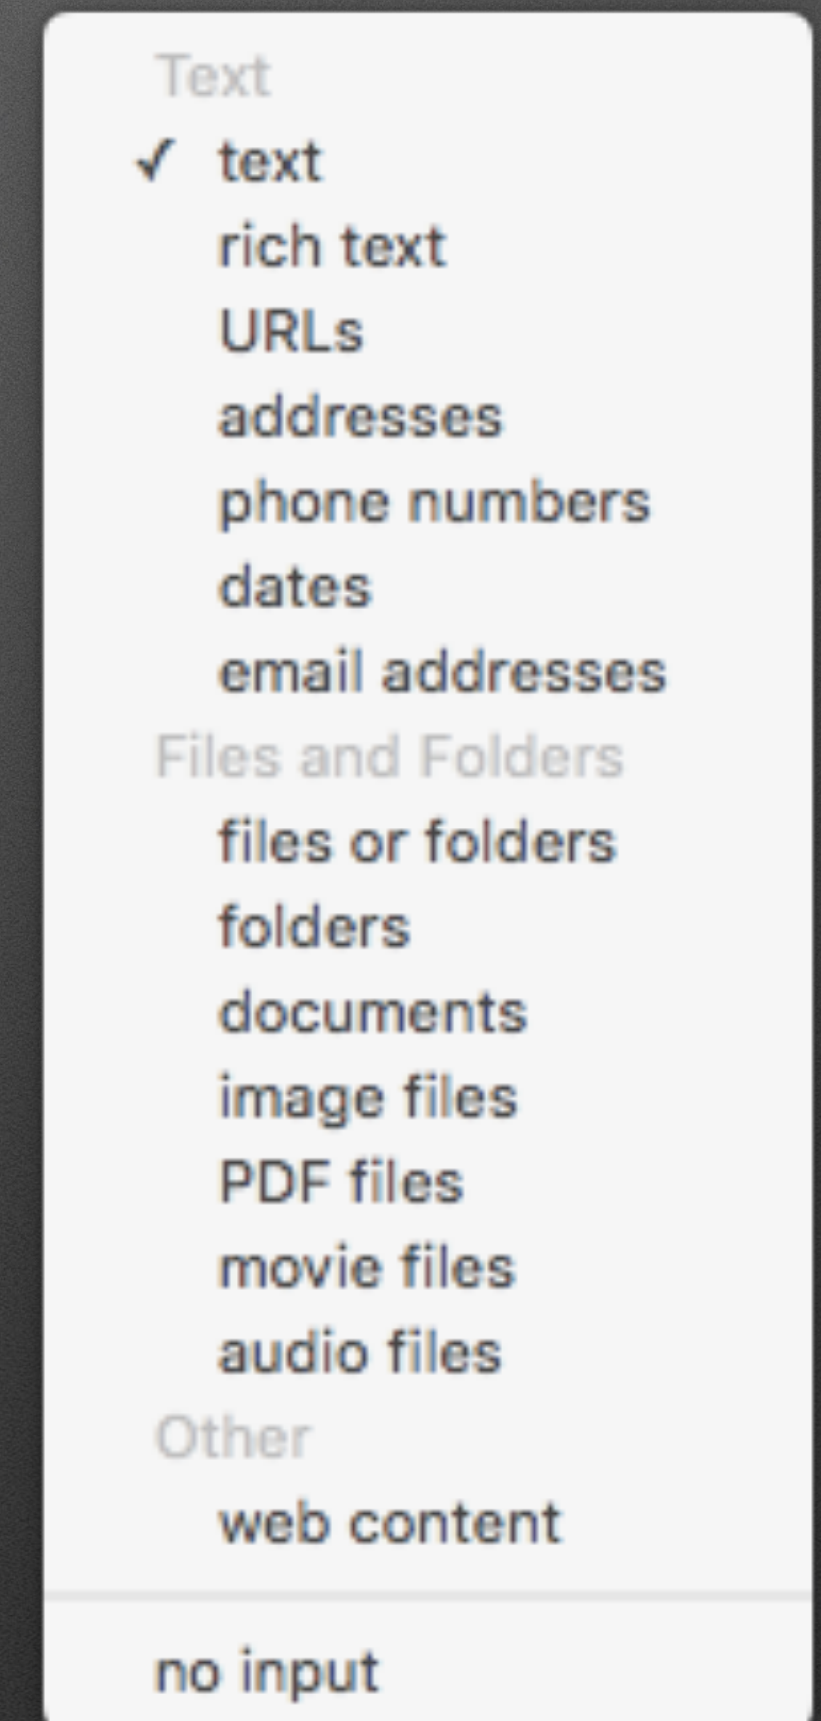 Text
✓ text
rich text
URLs
addresses
phone numbers
dates
email addresses
Files and Folders
files or folders
folders
documents
image files
PDF files
movie files
audio files
Other
web content
no input